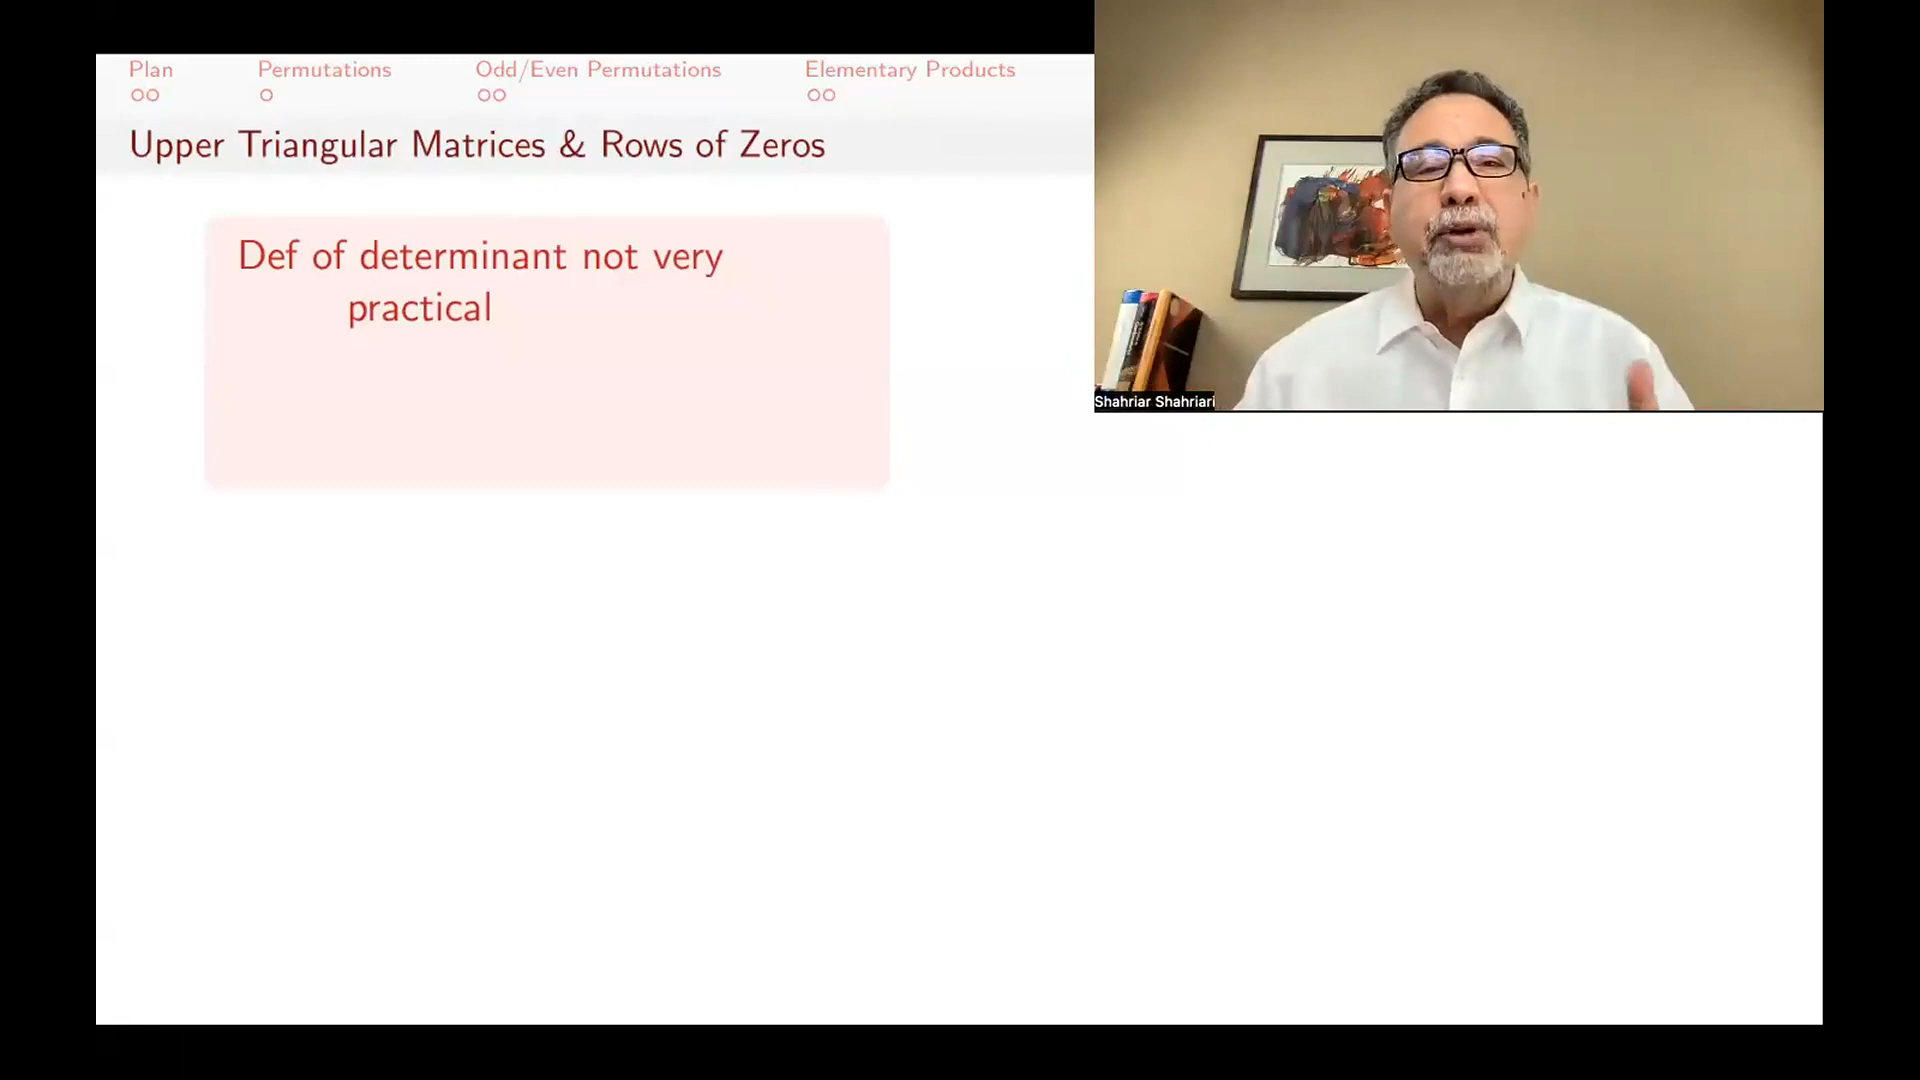 Plan Permutations Odd/Even Permutations Elementary Products
Upper Triangular Matrices & Rows of Zeros
Def of determinant not very
practical
Shahriar Shahriari